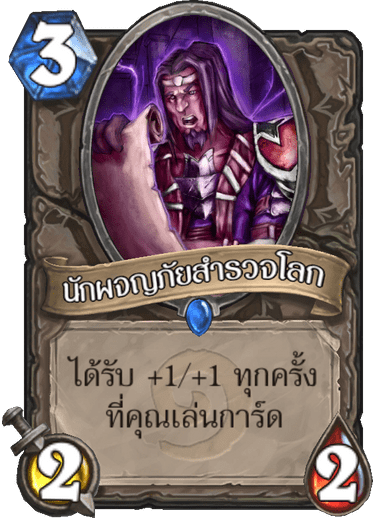 3
นักผจญภัยสำรวจโลก
ได้รับ +1/+1 ทุกครั้ง
ที่คุณเล่นการ์ด
2
2